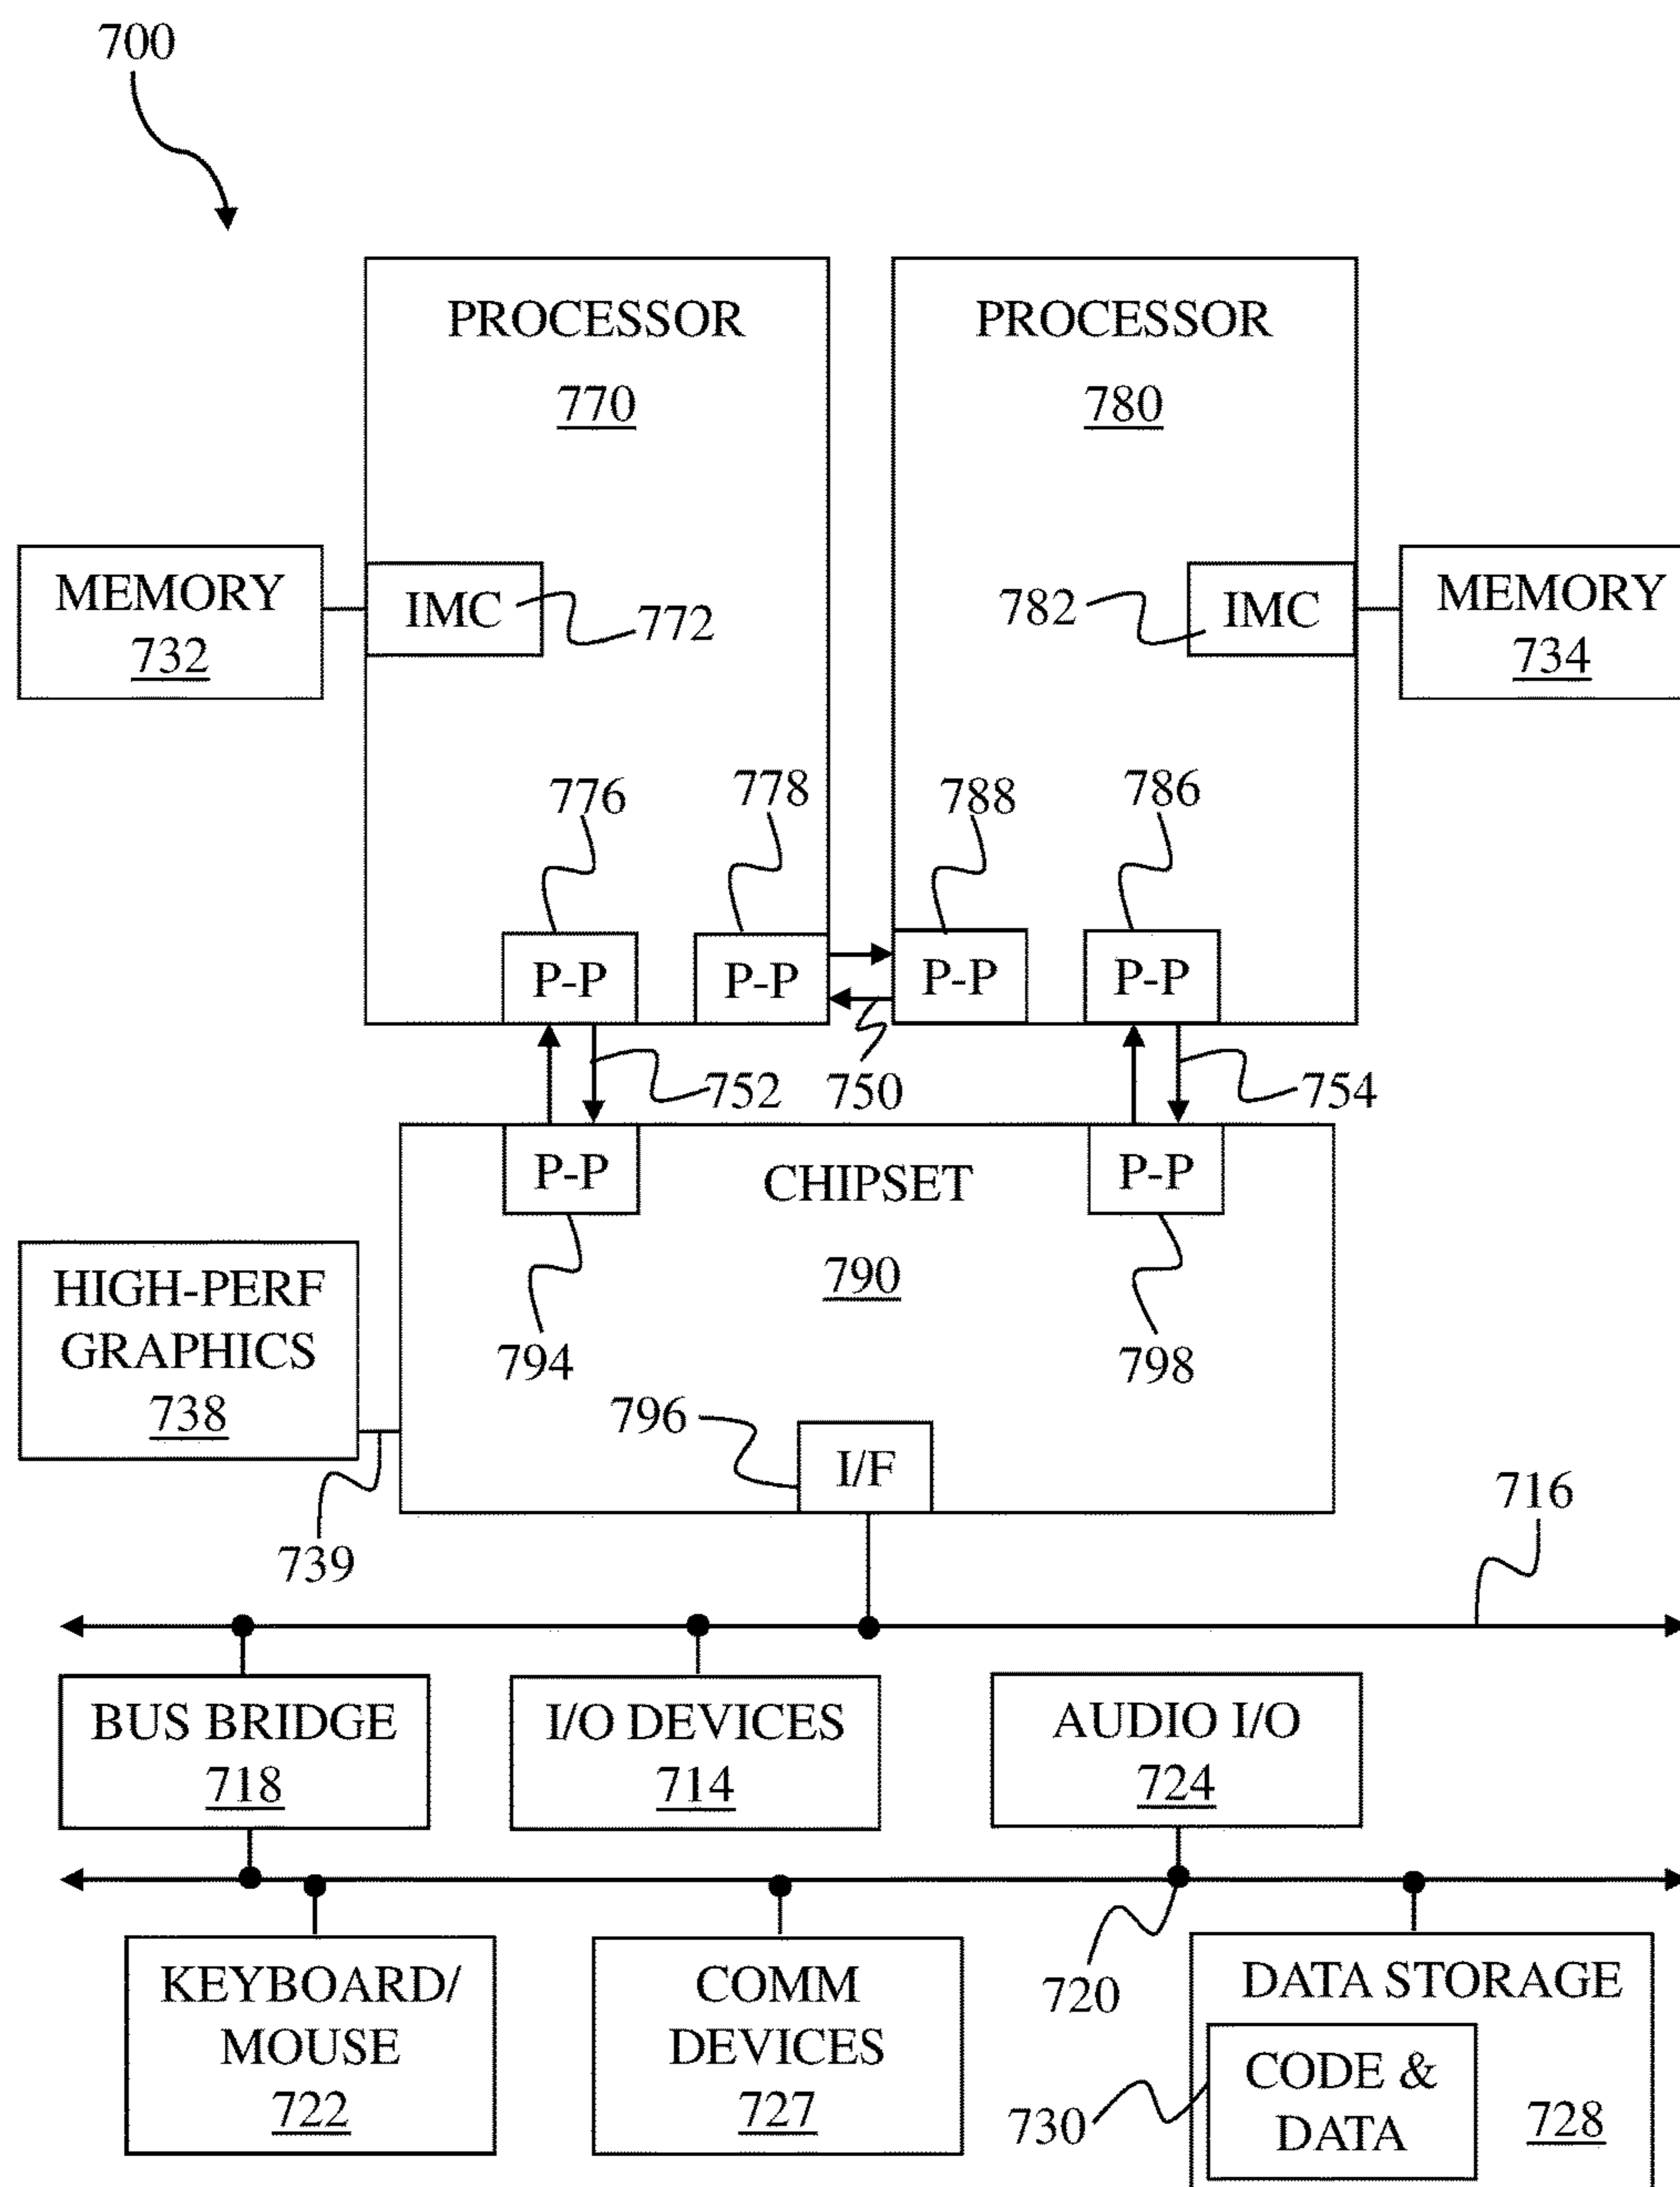 700
PROCESSOR
770
PROCESSOR
780
MEMORY
732
IMC
772
782
IMC
MEMORY
734
776
778
788
786
P-P
P-P
P-P
P-P
752
750
754
P-P
CHIPSET
P-P
790
794
798
HIGH-PERF
GRAPHICS
738
796
I/F
739
716
BUS BRIDGE
718
I/O DEVICES
714
AUDIO I/O
724
720
KEYBOARD/
MOUSE
722
COMM
DEVICES
727
DATA STORAGE
CODE &
DATA
730
728